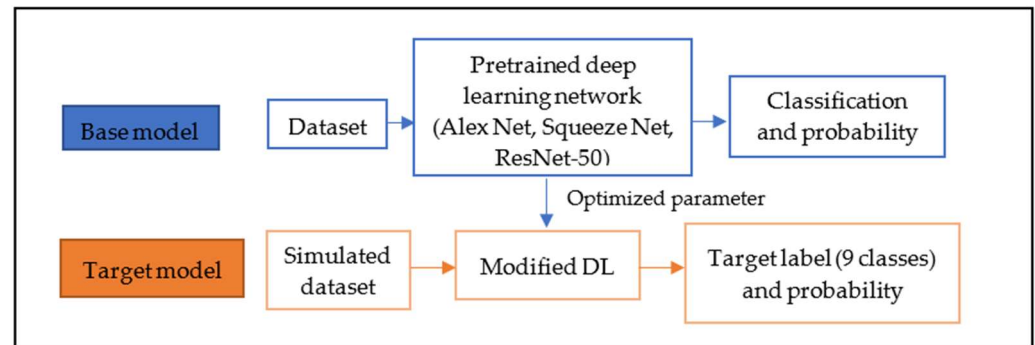 Base model
Dataset
Pretrained deep
learning network
(Alex Net, Squeeze Net,
ResNet-50)
Classification
and probability
Optimized parameter
Target model
Simulated
dataset
Modified DL
Target label (9 classes)
and probability